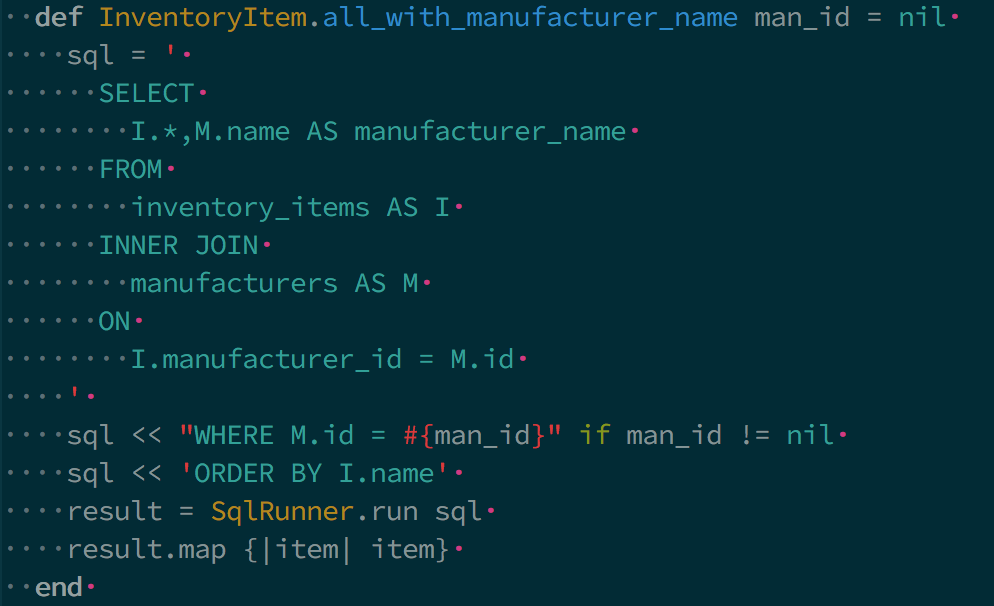 def InventoryItem.all_with_manufacturer_name man_id = nil
sql = '
SELECT
I.*,M.name AS manufacturer_name
FROM
inventory_items AS I
INNER JOIN
manufacturers AS M
ON
I.manufacturer_id = M.id
'
sql << "WHERE M.id = #{man_id}" if man_id != nil
sql << 'ORDER BY I.name'
result = SqlRunner.run sql
result.map {|item| item}
end